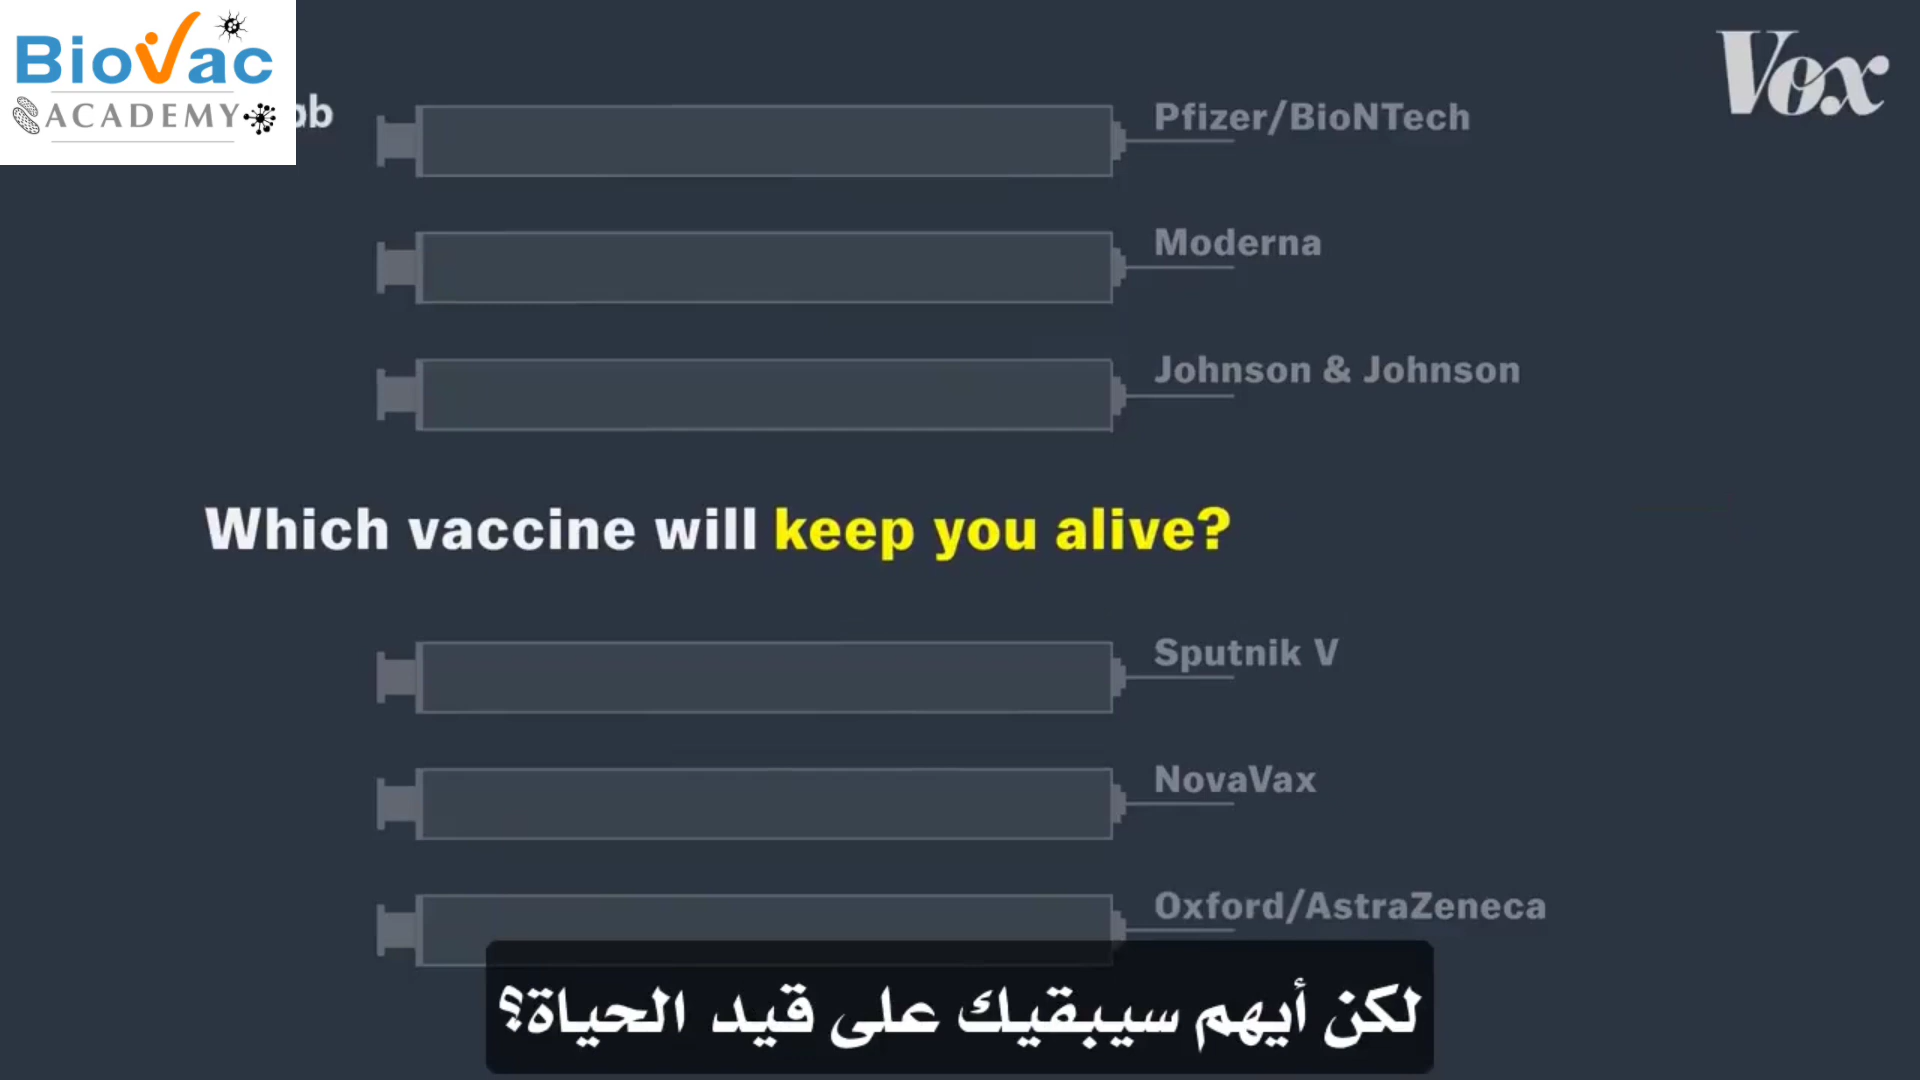 BioVac
ACADEMY
Vox
Pfizer/BioNTech
Moderna
Johnson & Johnson
Which vaccine will keep you alive?
Sputnik V
NovaVax
Oxford/AstraZeneca
لكن أيهم سيبقيك على قيد الحياة؟